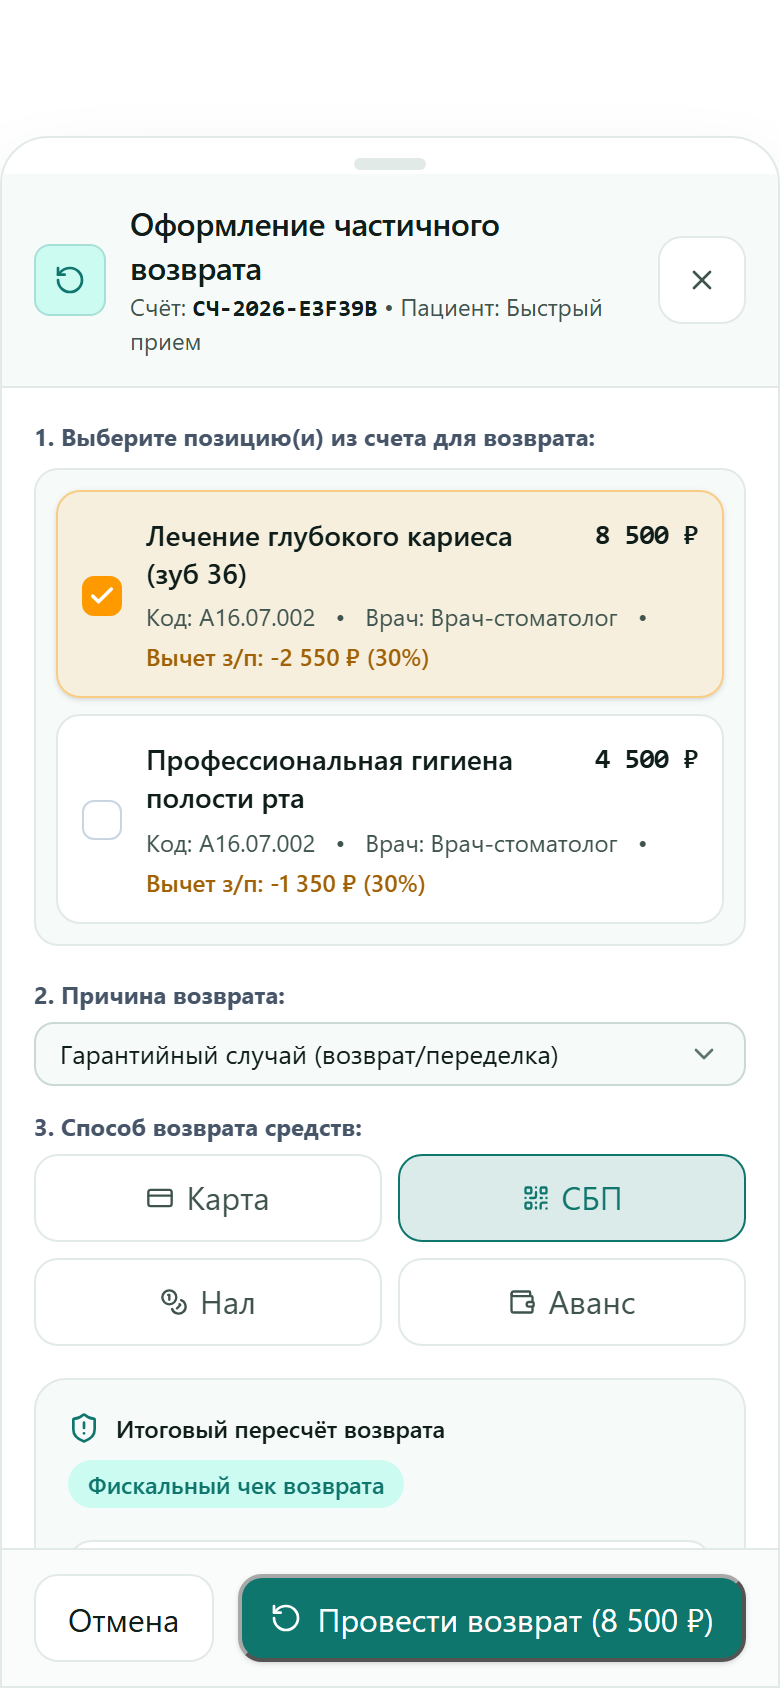 Оформление частичного
возврата
Счёт: СЧ-2026-E3F39B • Пациент: Быстрый
прием
1. Выберите позицию(и) из счета для возврата:
Лечение глубокого кариеса 8 500 ₽
(зуб 36)
Код: A16.07.002 • Врач: Врач-стоматолог •
Вычет з/п: -2 550 ₽ (30%)
Профессиональная гигиена 4 500 ₽
полости рта
Код: A16.07.002 • Врач: Врач-стоматолог •
Вычет з/п: -1 350 ₽ (30%)
2. Причина возврата:
Гарантийный случай (возврат/переделка)
3. Способ возврата средств:
Карта СБП
Нал Аванс
Итоговый пересчёт возврата
Фискальный чек возврата
Отмена Провести возврат (8 500 ₽)